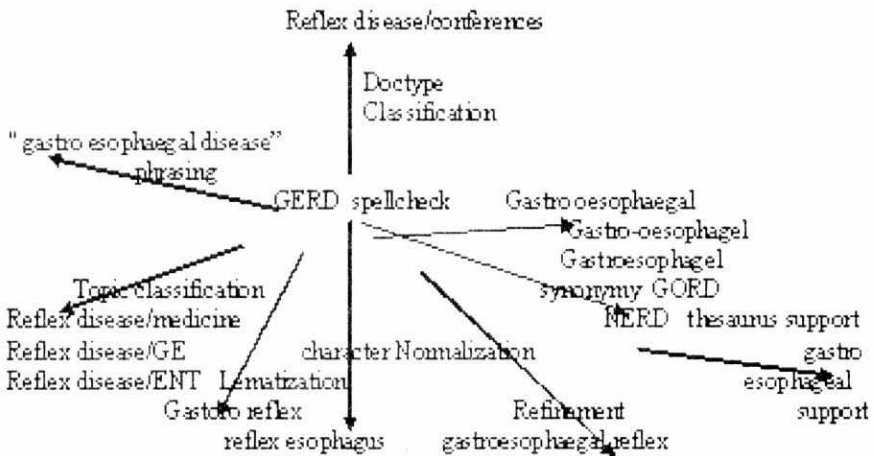 Reflex disease/conferences
Doctype
Classification
"gastro esophaegal disease"
phrasing
GERD spellcheck
Gastrooesophaegal
Gastro-oesophagel
Gastroesophagel
synonymy GORD
Topic classification
Reflex disease/medicine
NERD thesaurus support
Reflex disease/GE
character Normalization
gastro
Reflex disease/ENT Lematization
esophageal
Gastoro reflex
Refinement
support
reflex esophagus
gastroesophaegal reflex